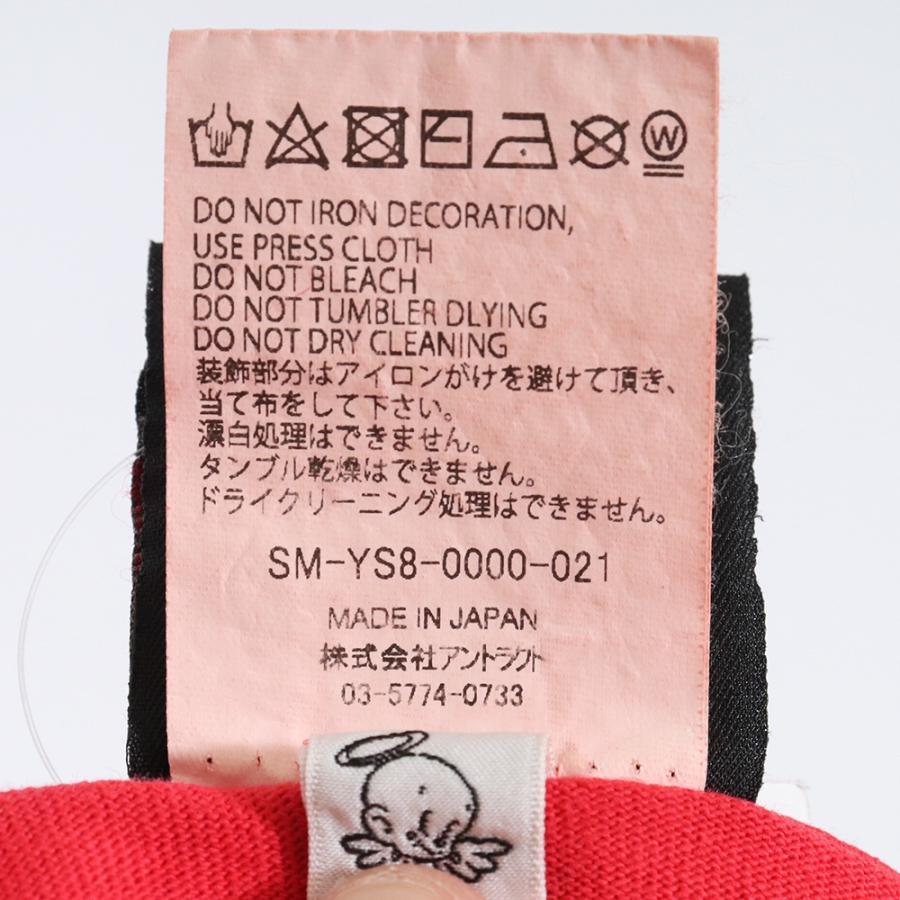 W
DO NOT IRON DECORATION,
USE PRESS CLOTH
DO NOT BLEACH
DO NOT TUMBLER DLYING
DO NOT DRY CLEANING
装飾部分はアイロンがけを避けて頂き、
当て布をして下さい。
漂白処理はできません。
タンブル乾燥はできません。
ドライクリーニング処理はできません。
SM-YS8-0000-021
MADE IN JAPAN
株式会社アントラクト
03-5774-0733